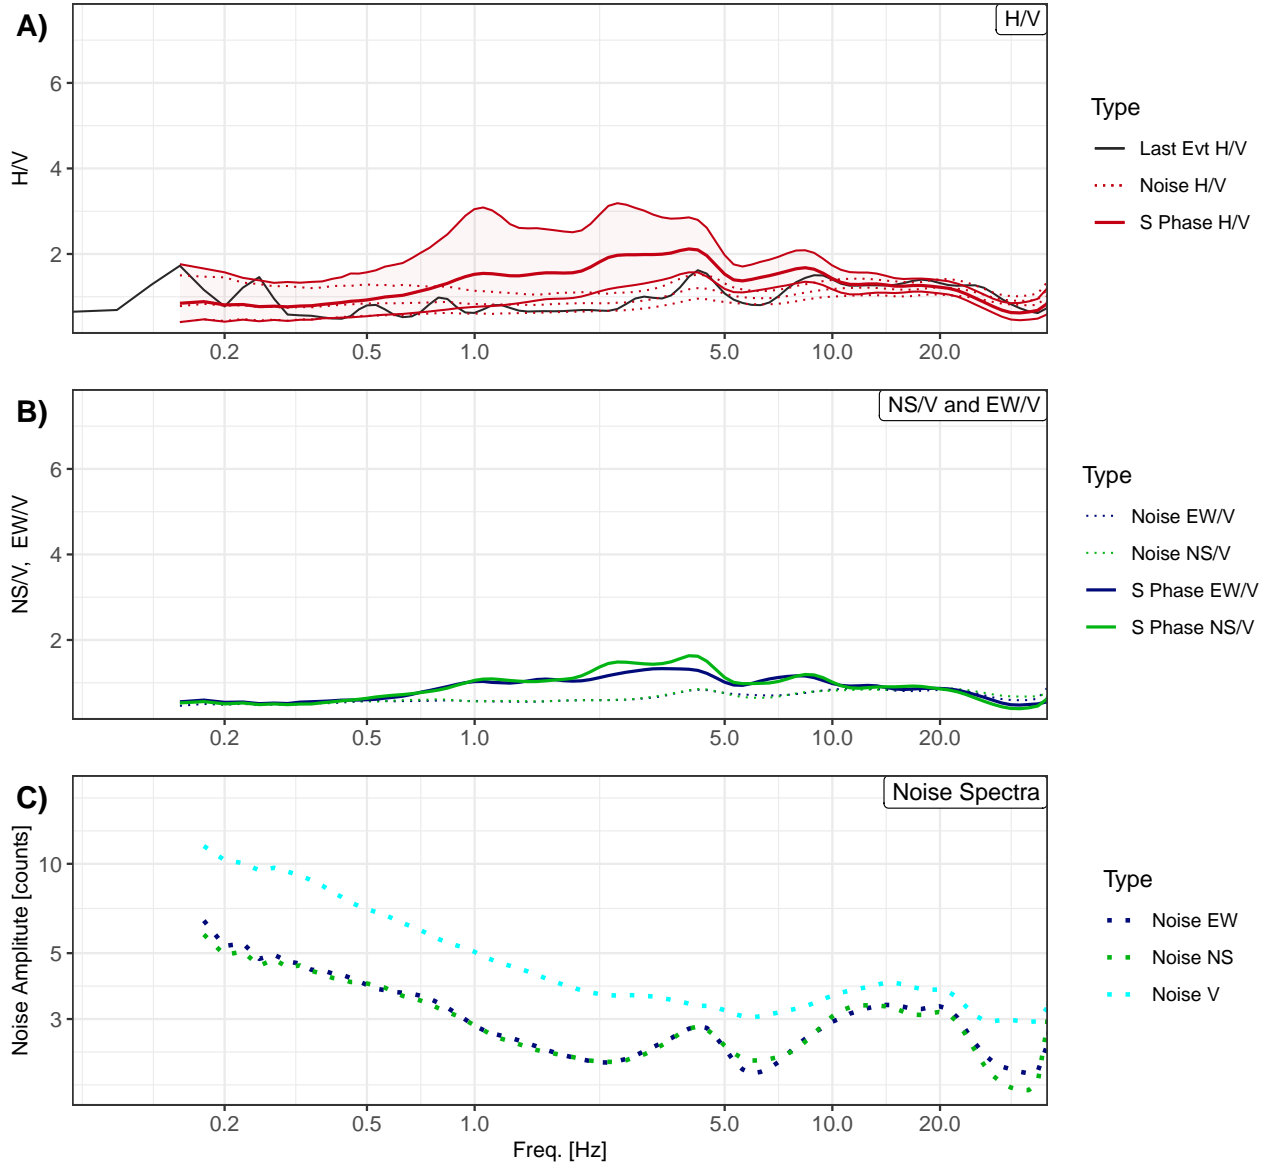 A)
H/V
H/V
6
4
2
0.2 0.5 1.0 5.0 10.0 20.0
Type
Last Evt H/V
Noise H/V
S Phase H/V
B)
NS/V and EW/V
NS/V,  EW/V
6
4
2
0.2 0.5 1.0 5.0 10.0 20.0
Type
Noise EW/V
Noise NS/V
S Phase EW/V
S Phase NS/V
C)
Noise Spectra
Noise Amplitude [counts]
10
5
3
0.2 0.5 1.0 5.0 10.0 20.0
Freq. [Hz]
Type
Noise EW
Noise NS
Noise V